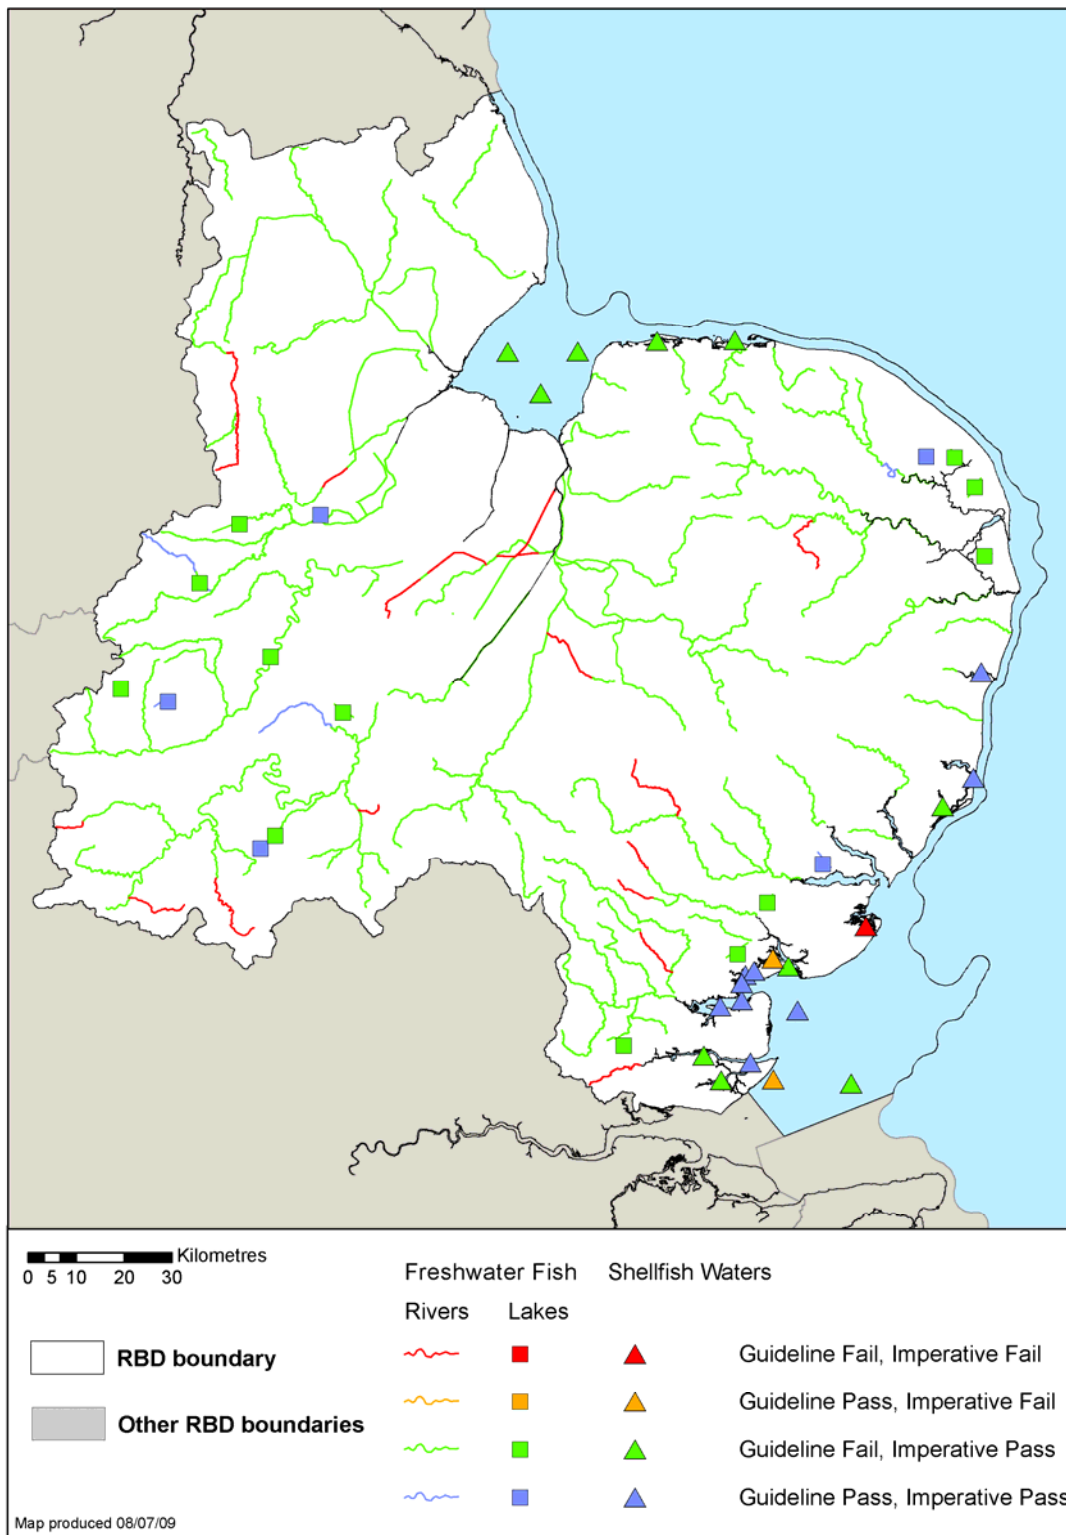 Kilometres
0 5 10 20 30
RBD boundary
Other RBD boundaries
Map produced 08/07/09
Freshwater Fish Shellfish Waters
Rivers Lakes
Guideline Fail, Imperative Fail
Guideline Pass, Imperative Fail
Guideline Fail, Imperative Pass
Guideline Pass, Imperative Pass